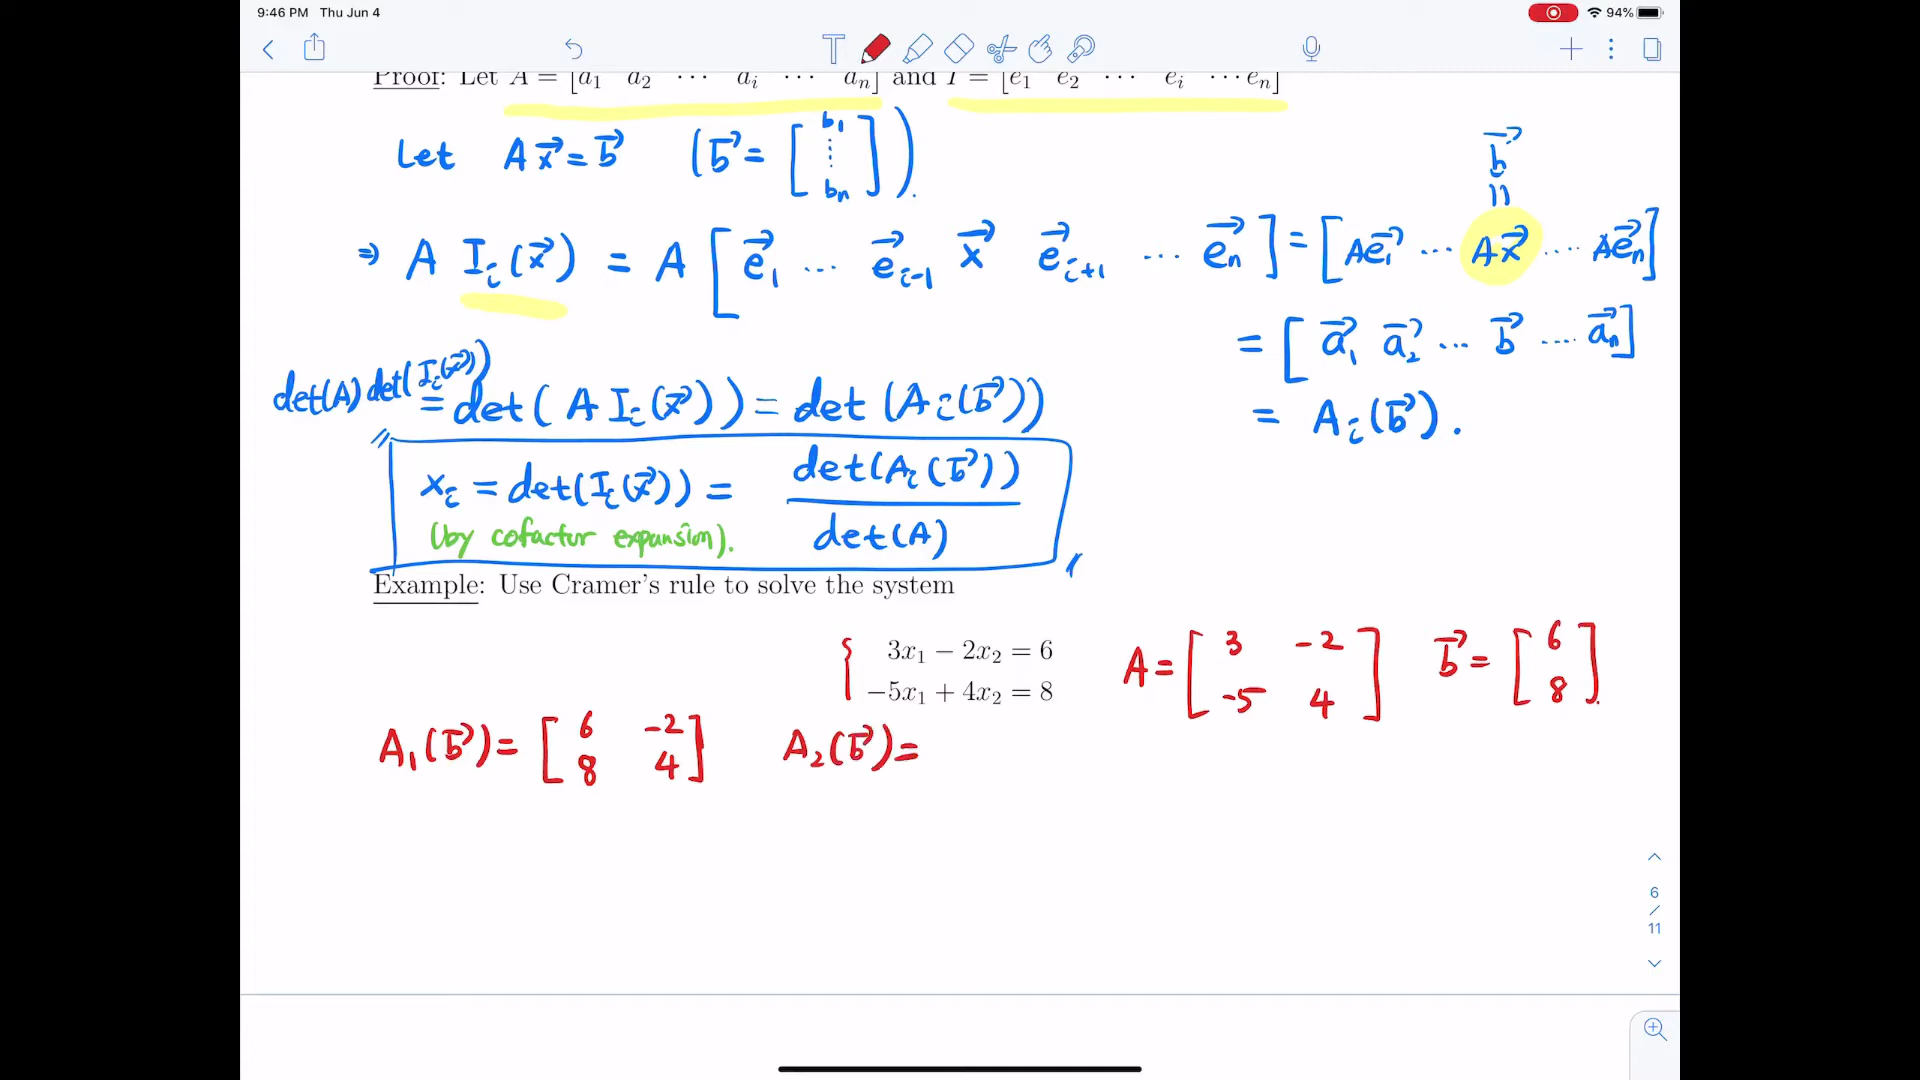 9:46 PM Thu Jun 4 94%
Proof: Let A = [a₁ a₂ ⋯ aᵢ ⋯ aₙ] and I = [e₁ e₂ ⋯ eᵢ ⋯ eₙ]
Let Ax⃗ = b⃗ (b⃗ = [b₁ ⋮ bₙ]).
b⃗
||
⇒ A Iᵢ(x⃗) = A [e⃗₁ ⋯ e⃗ᵢ₋₁ x⃗ e⃗ᵢ₊₁ ⋯ e⃗ₙ] = [Ae⃗₁ ⋯ Ax⃗ ⋯ Ae⃗ₙ]
= [a⃗₁ a⃗₂ ⋯ b⃗ ⋯ a⃗ₙ]
det(A) det(Iᵢ(x⃗)) = det(A Iᵢ(x⃗)) = det(Aᵢ(b⃗))
= Aᵢ(b⃗).
xᵢ = det(Iᵢ(x⃗)) = det(Aᵢ(b⃗)) / det(A)
(by cofactor expansion).
Example: Use Cramer's rule to solve the system
3x₁ − 2x₂ = 6
−5x₁ + 4x₂ = 8
A = [3 -2; -5 4] b⃗ = [6; 8].
A₁(b⃗) = [6 -2; 8 4] A₂(b⃗) =
6
/
11